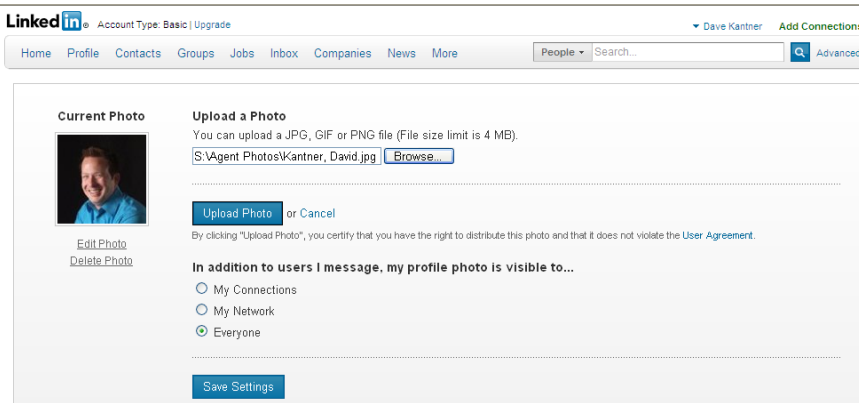 Linked in® Account Type: Basic | Upgrade Dave Kantner Add Connections
Home Profile Contacts Groups Jobs Inbox Companies News More People Search... Advanced
Current Photo
Edit Photo
Delete Photo
Upload a Photo
You can upload a JPG, GIF or PNG file (File size limit is 4 MB).
S:\Agent Photos\Kantner, David.jpg Browse...
Upload Photo or Cancel
By clicking "Upload Photo", you certify that you have the right to distribute this photo and that it does not violate the User Agreement.
In addition to users I message, my profile photo is visible to...
My Connections
My Network
Everyone
Save Settings